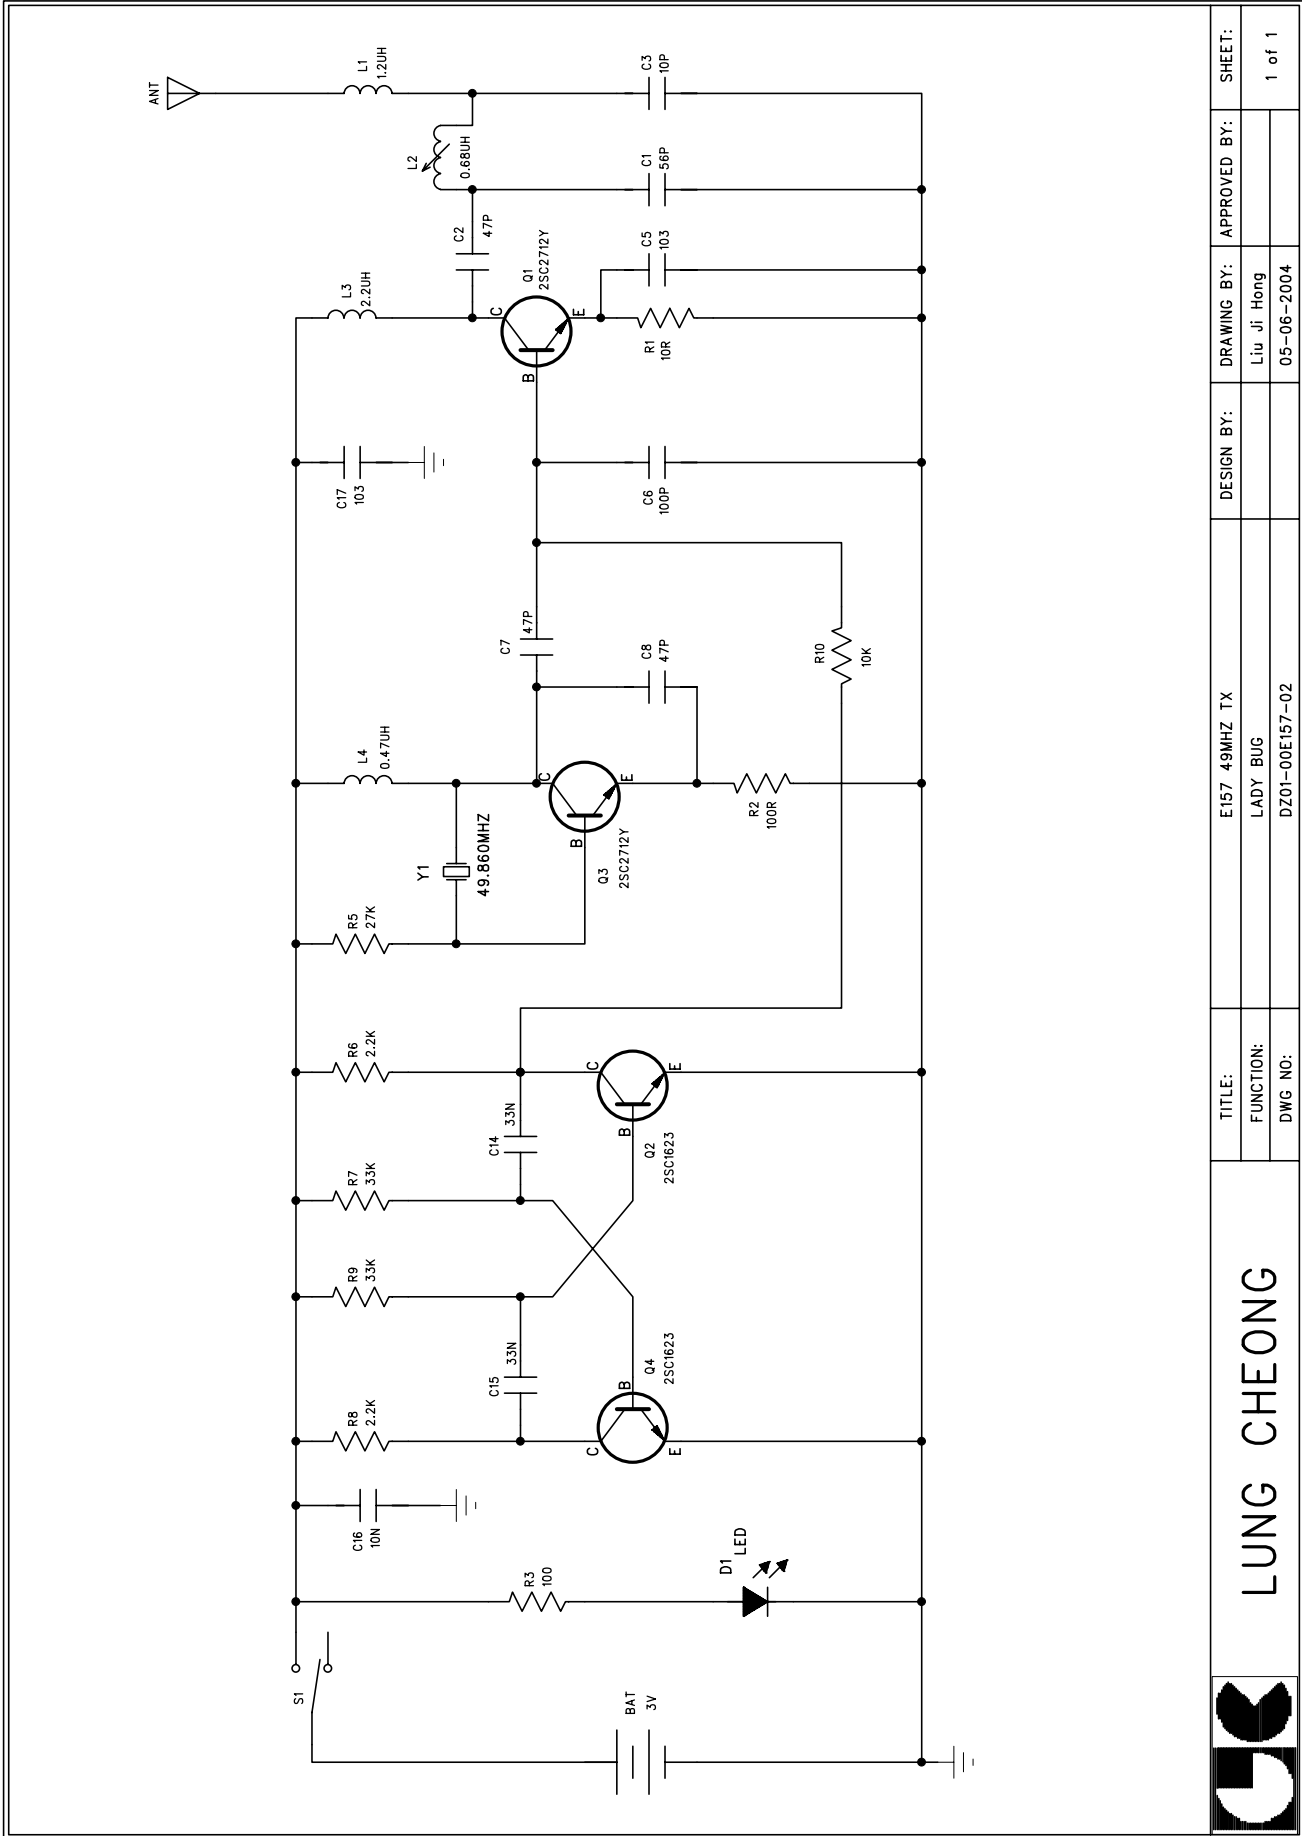 ANT
L1
1.2UH
C3
10P
L2
0.68UH
C1
56P
C2
47P
L3
2.2UH
Q1
2SC2712Y
C
B
E
C5
103
R1
10R
C17
103
C6
100P
C7
47P
C8
47P
R10
10K
L4
0.47UH
Y1
49.860MHZ
C
B
E
Q3
2SC2712Y
R2
100R
R5
27K
R6
2.2K
C14
33N
C
B
E
Q2
2SC1623
R7
33K
R9
33K
C15
33N
Q4
2SC1623
B
C
E
R8
2.2K
C16
10N
R3
100
D1
LED
S1
BAT
3V
LUNG CHEONG
TITLE:
E157 49MHZ TX
FUNCTION:
LADY BUG
DWG NO:
DZ01-00E157-02
DESIGN BY:
DRAWING BY:
Liu Ji Hong
05-06-2004
APPROVED BY:
SHEET:
1 of 1